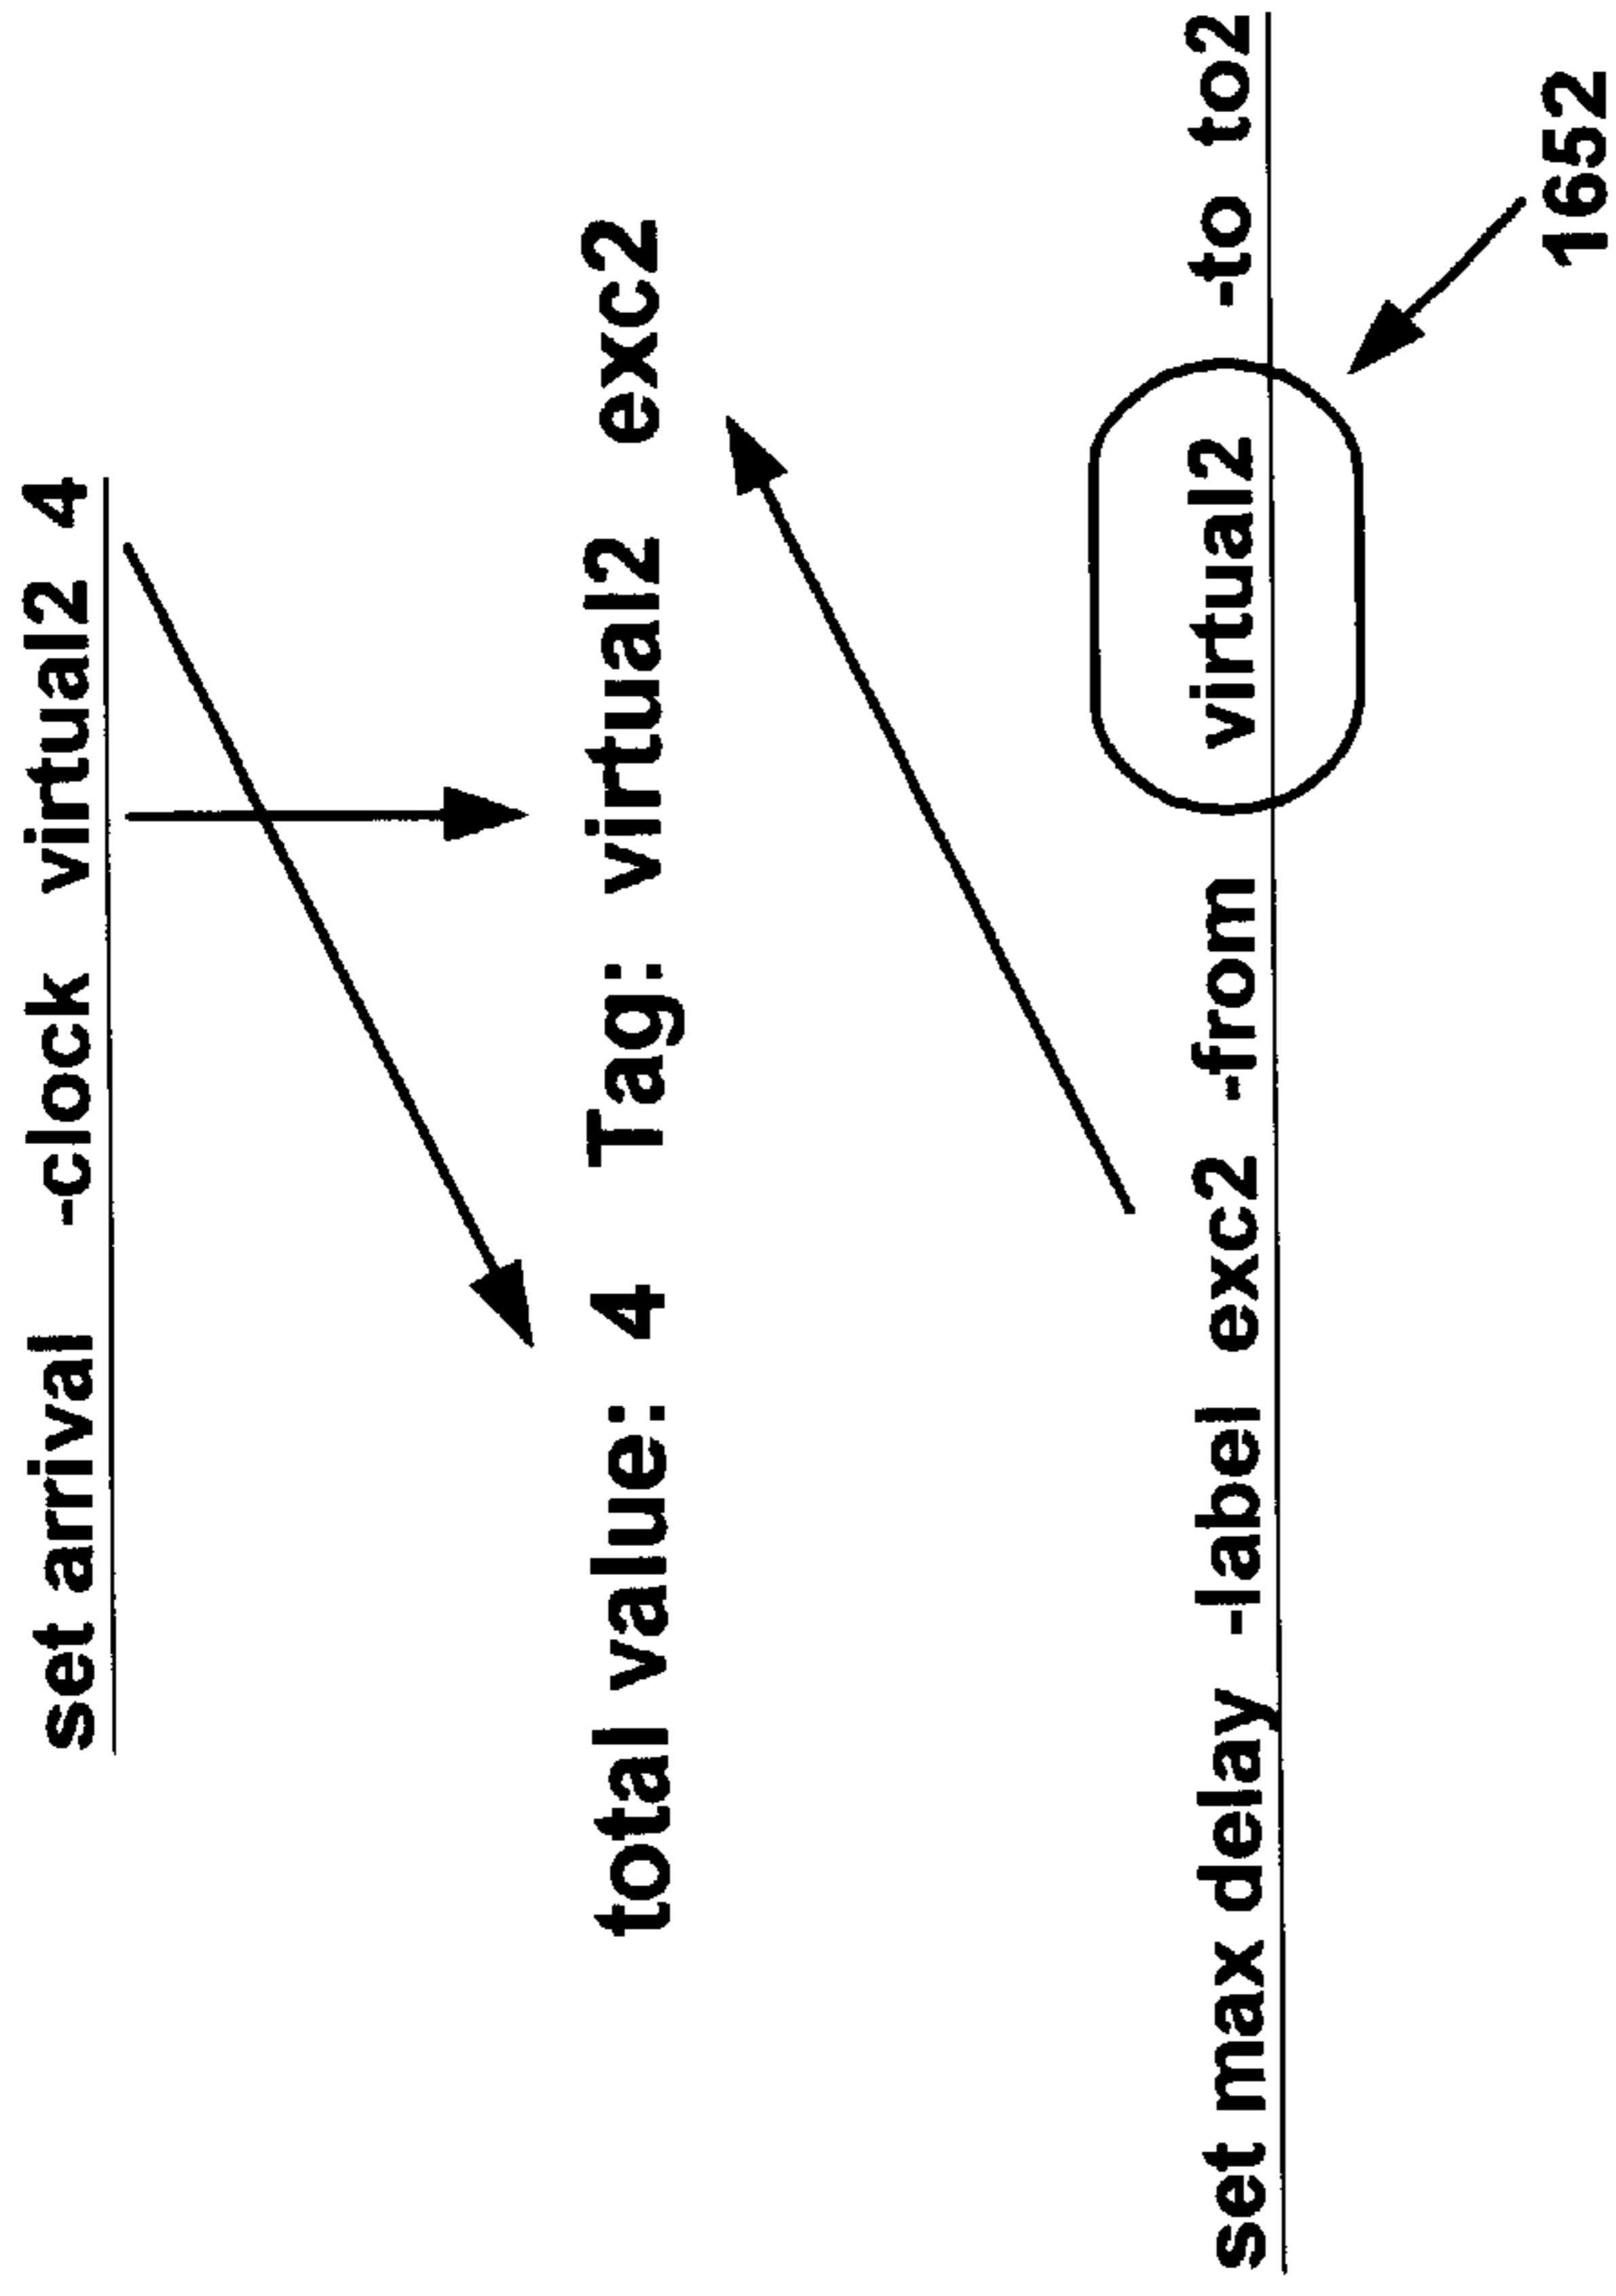 set arrival -clock virtual2 4
total value: 4 Tag: virtual2 exc2
set max delay -label exc2 -from virtual2 -to to2
1652